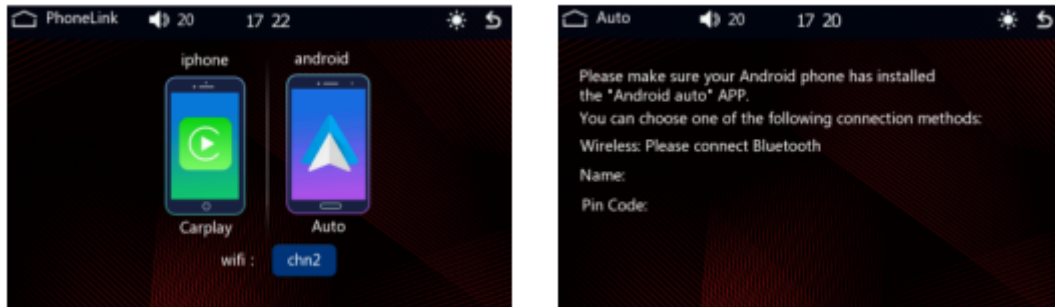 PhoneLink 20 17 22
iphone android
Carplay Auto
wifi : chn2
Auto 20 17 20
Please make sure your Android phone has installed
the "Android auto" APP.
You can choose one of the following connection methods:
Wireless: Please connect Bluetooth
Name:
Pin Code: